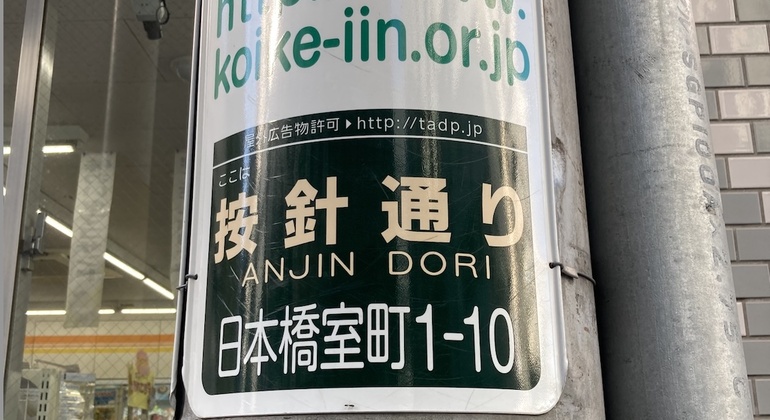 koike-iin.or.jp
屋外広告物許可▶http://tadp.jp
ここは
按針通り
ANJIN DORI
日本橋室町1-10